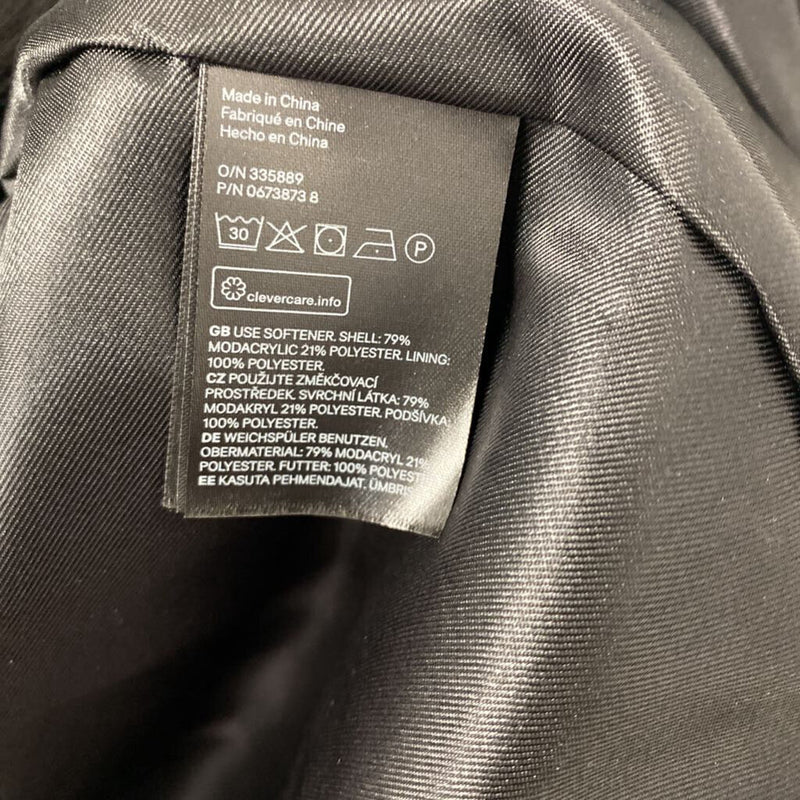 Made in China
Fabriqué en Chine
Hecho en China
O/N 335889
P/N 0673873 8
30
P
clevercare.info
GB USE SOFTENER. SHELL: 79%
MODACRYLIC 21% POLYESTER. LINING:
100% POLYESTER.
CZ POUŽIJTE ZMĚKČOVACÍ
PROSTŘEDEK. SVRCHNÍ LÁTKA: 79%
MODAKRYL 21% POLYESTER. PODŠÍVKA:
100% POLYESTER.
DE WEICHSPÜLER BENUTZEN.
OBERMATERIAL: 79% MODACRYL 21%
POLYESTER. FUTTER: 100% POLYEST
EE KASUTA PEHMENDAJAT. ÜMBRIS